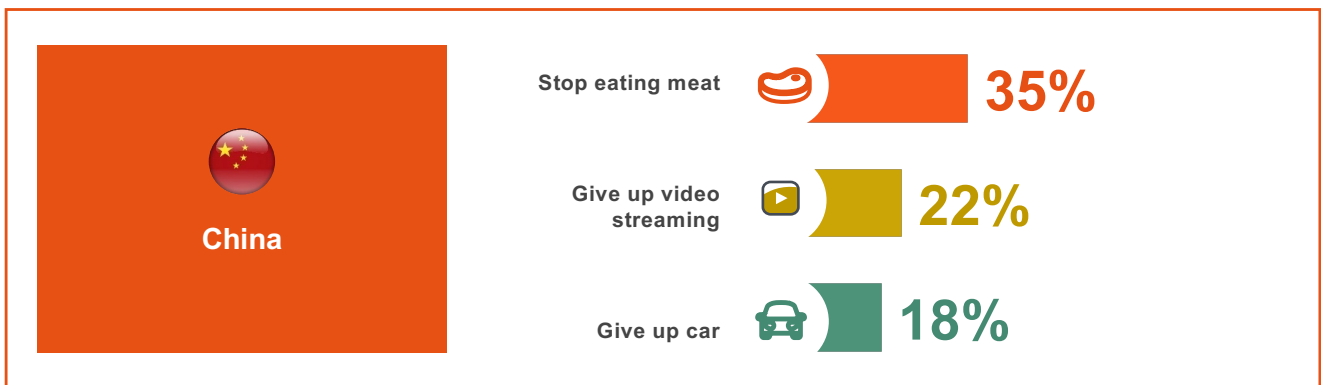 China
Stop eating meat
35%
Give up video
streaming
22%
Give up car
18%